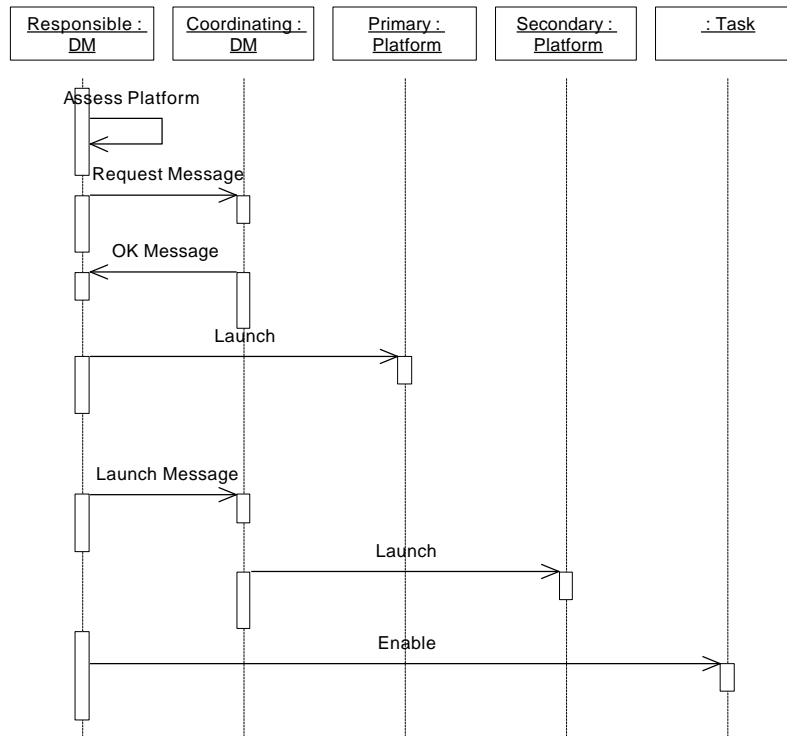 Responsible :
DM
Coordinating :
DM
Primary :
Platform
Secondary :
Platform
: Task
Assess Platform
Request Message
OK Message
Launch
Launch Message
Launch
Enable